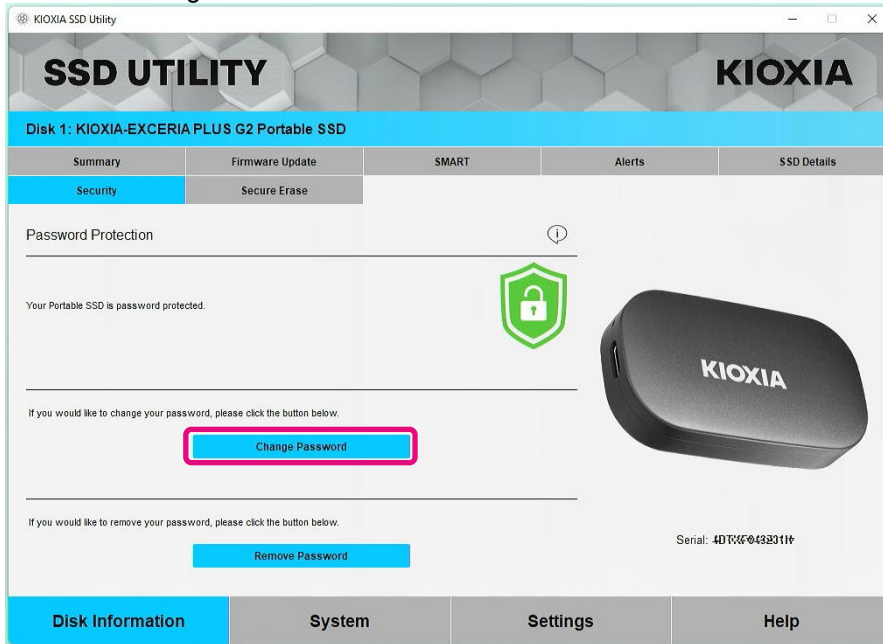 KIOXIA SSD Utility
SSD UTILITY
KIOXIA
Disk 1: KIOXIA-EXCERIA PLUS G2 Portable SSD
Summary Firmware Update SMART Alerts SSD Details
Security Secure Erase
Password Protection
Your Portable SSD is password protected.
KIOXIA
If you would like to change your password, please click the button below.
Change Password
If you would like to remove your password, please click the button below.
Serial:
Remove Password
Disk Information System Settings Help